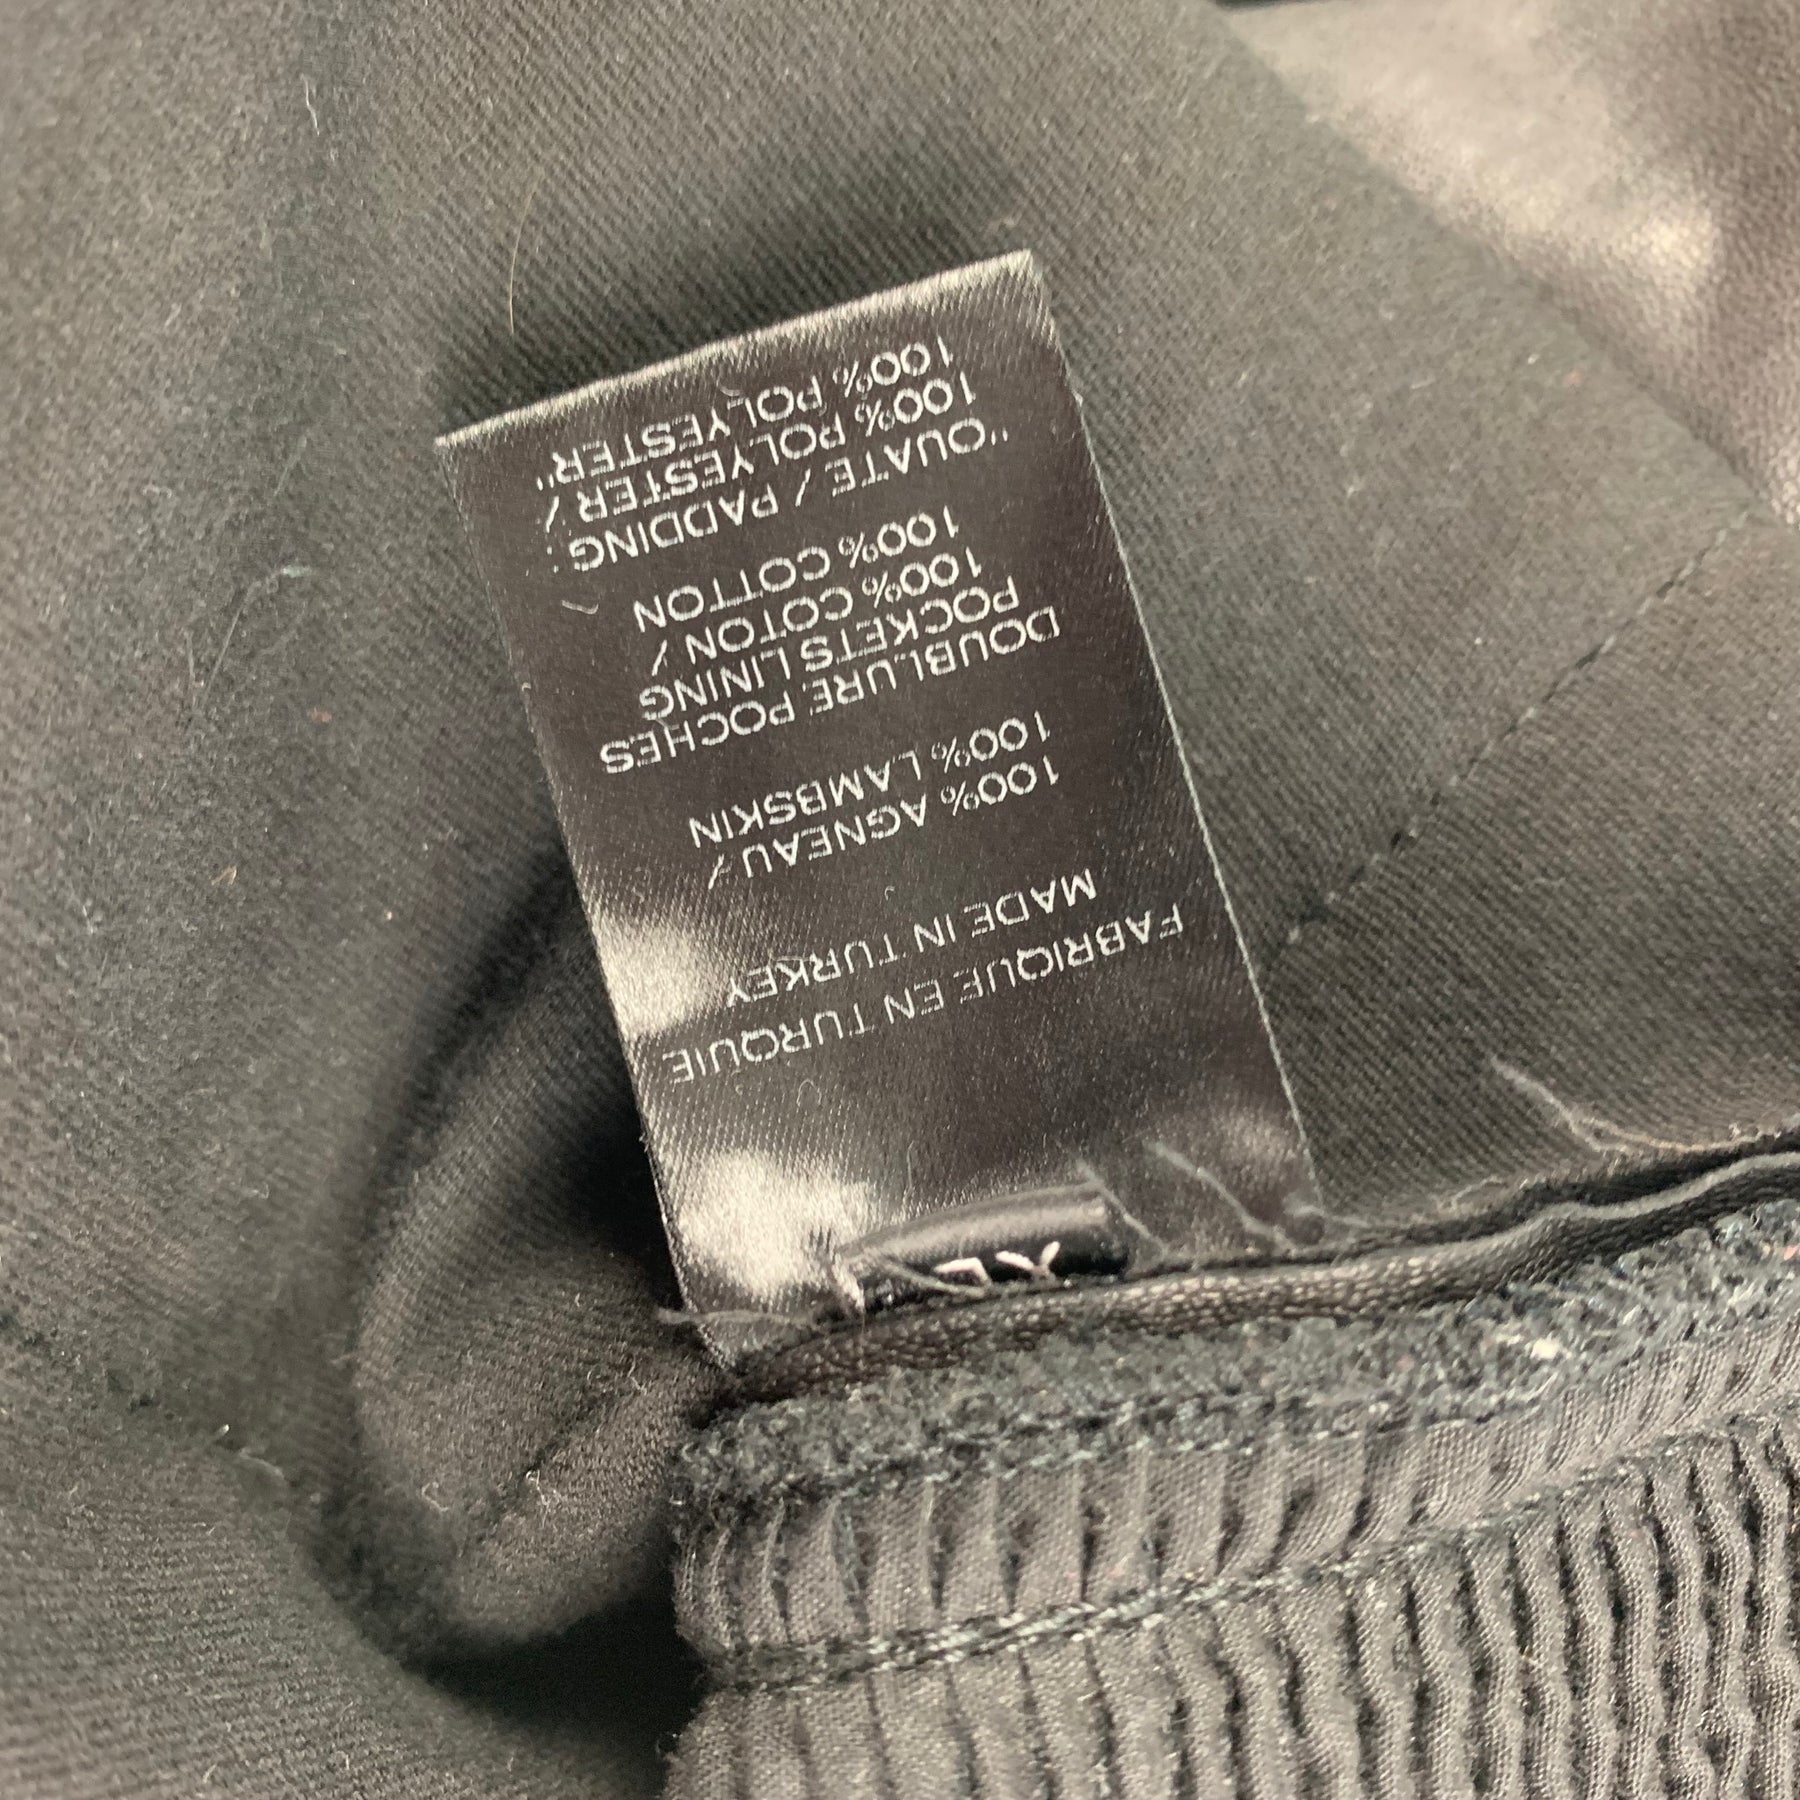 FABRIQUE EN TURQUIE
MADE IN TURKEY
100% AGNEAU /
100% LAMBSKIN
DOUBLURE POCHES
POCKETS LINING
100% COTON /
100% COTTON
"OUATE / PADDING :
100% POLYESTER /
100% POLYESTER"